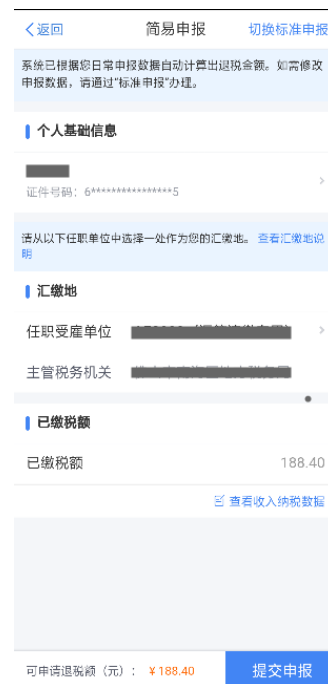 返回 简易申报 切换标准申报
系统已根据您日常申报数据自动计算出退税金额。如需修改
申报数据，请通过“标准申报”办理。
个人基础信息
证件号码：6****************5
请从以下任职单位中选择一处作为您的汇缴地。查看汇缴地说
明
汇缴地
任职受雇单位
主管税务机关
已缴税额
已缴税额 188.40
查看收入纳税数据
可申请退税额（元）： ¥188.40 提交申报